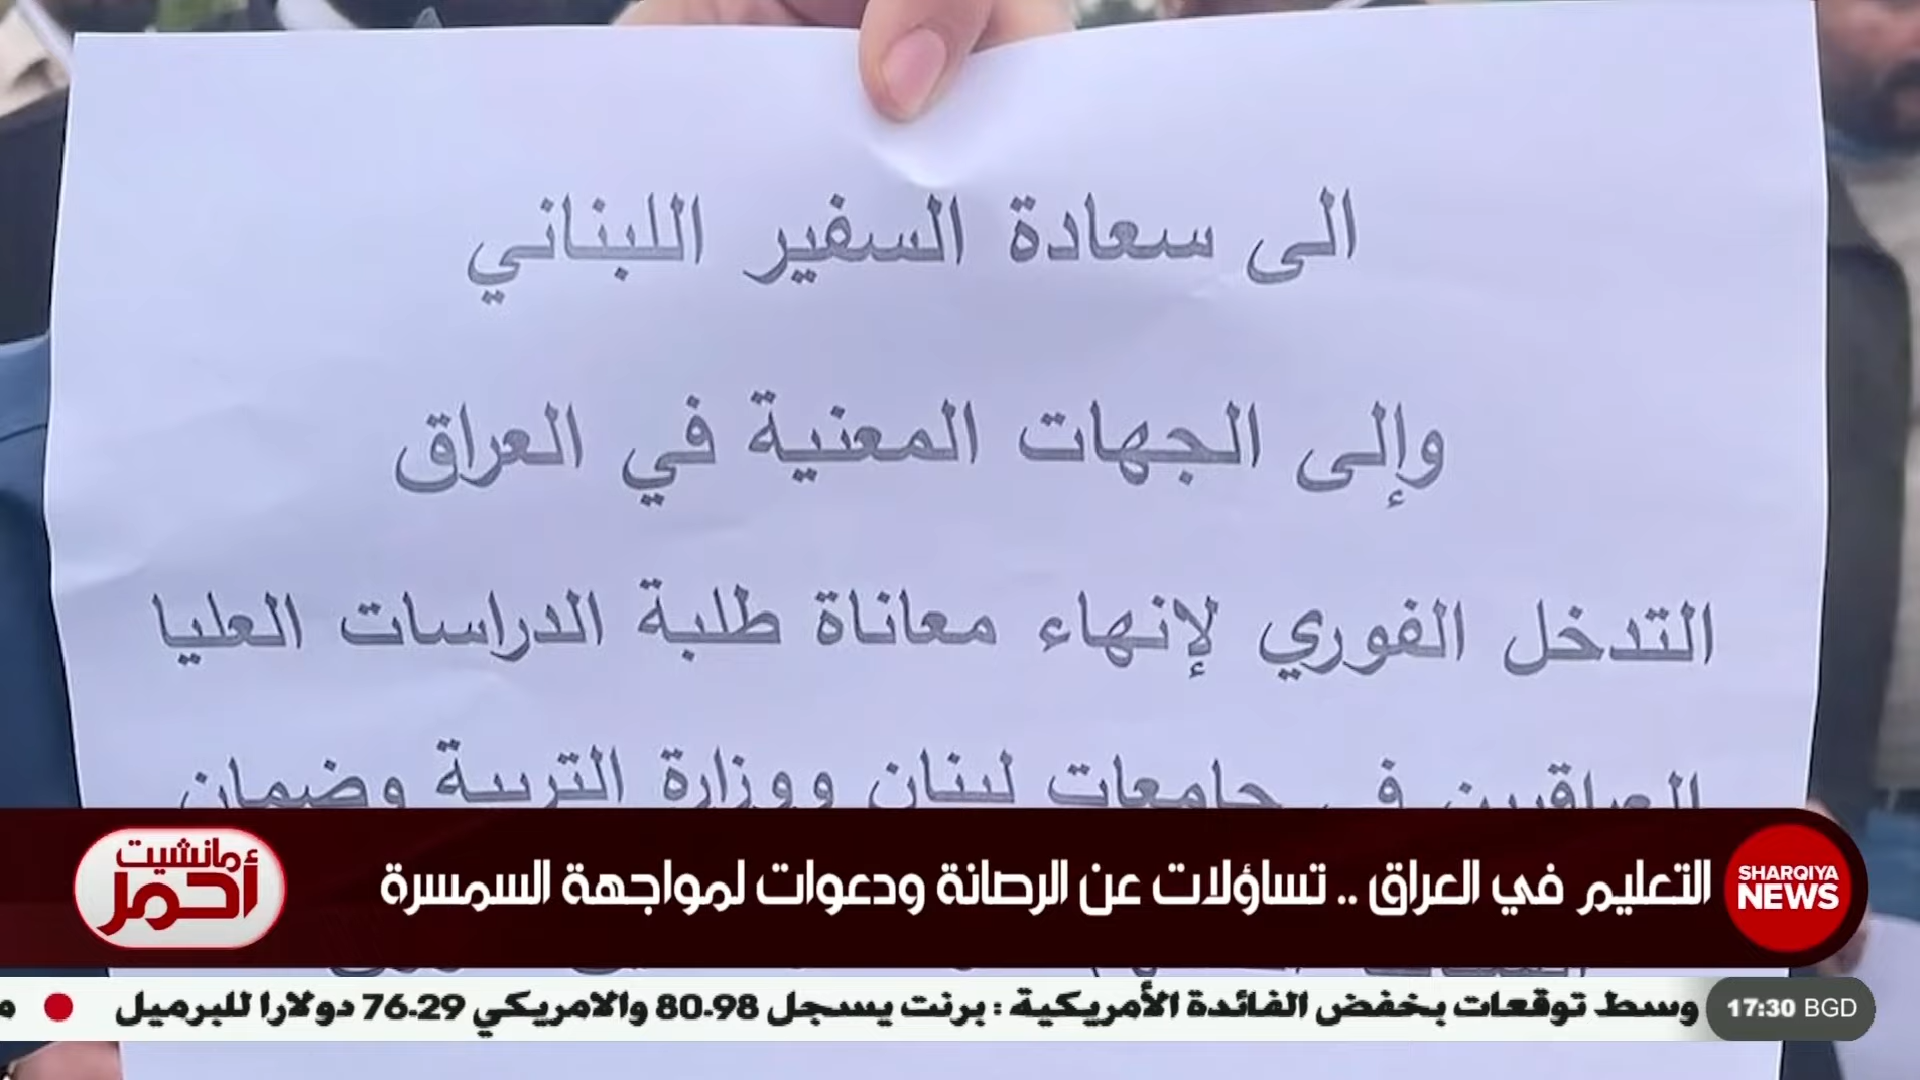 الى سعادة السفير اللبناني
وإلى الجهات المعنية في العراق
التدخل الفوري لإنهاء معاناة طلبة الدراسات العليا
العراقيين في جامعات لبنان ووزارة التربية وضمان
مانشيت
أحمر
التعليم في العراق .. تساؤلات عن الرصانة ودعوات لمواجهة السمسرة
SHARQIYA
NEWS
وسط توقعات بخفض الفائدة الأمريكية : برنت يسجل 80.98 والامريكي 76.29 دولارا للبرميل
17:30 BGD